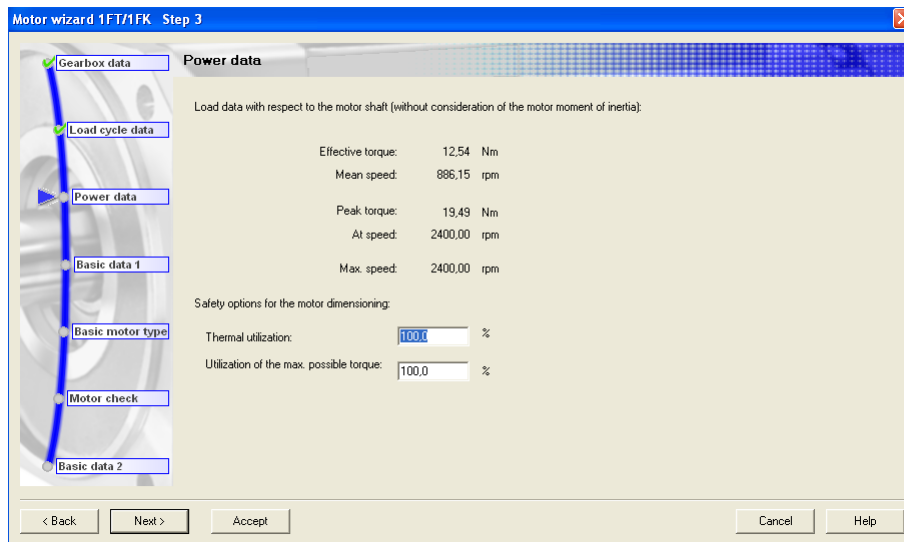 Motor wizard 1FT/1FK Step 3
Gearbox data
Load cycle data
Power data
Basic data 1
Basic motor type
Motor check
Basic data 2
Power data
Load data with respect to the motor shaft (without consideration of the motor moment of inertia):
Effective torque: 12,54 Nm
Mean speed: 886,15 rpm
Peak torque: 19,49 Nm
At speed: 2400,00 rpm
Max. speed: 2400,00 rpm
Safety options for the motor dimensioning:
Thermal utilization: 100,0 %
Utilization of the max. possible torque: 100,0 %
< Back Next > Accept Cancel Help